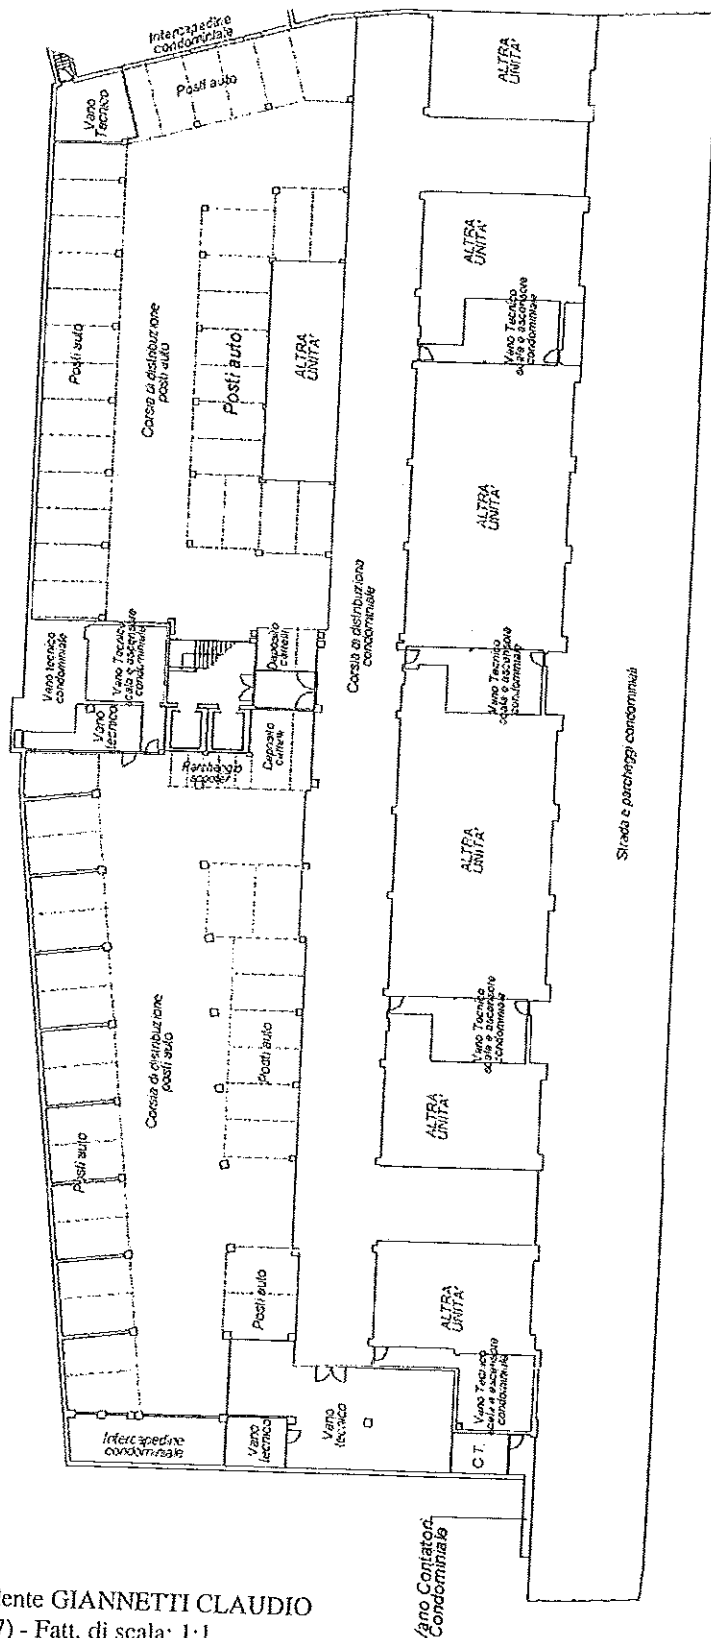 Intercapedine
condominiale
Posti auto
Vano
Tecnico
ALTRA
UNITA'
ALTRA
UNITA'
Vano Tecnico
scala e ascensore
condominiale
Posti auto
Corsia di distribuzione
posti auto
Posti auto
ALTRA
UNITA'
ALTRA
UNITA'
Corsia di distribuzione
condominiale
Vano tecnico
condominiale
Vano Tecnico
scala e ascensore
condominiale
Deposito
Vano
tecnico
Deposito
Vano Tecnico
scala e ascensore
condominiale
Strada e parcheggi condominiali
ALTRA
UNITA'
Corsia di distribuzione
posti auto
Posti auto
Vano Tecnico
scala e ascensore
condominiale
Posti auto
ALTRA
UNITA'
Posti auto
ALTRA
UNITA'
Vano Tecnico
scala e ascensore
condominiale
Intercapedine
condominiale
Vano
tecnico
Vano
tecnico
C.T.
Vano Contatori
Condominiale
ente GIANNETTI CLAUDIO
7) - Fatt. di scala: 1:1